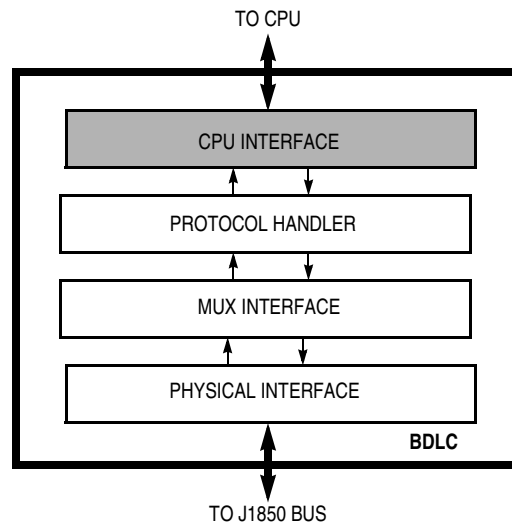 TO CPU
CPU INTERFACE
PROTOCOL HANDLER
MUX INTERFACE
PHYSICAL INTERFACE
BDLC
TO J1850 BUS